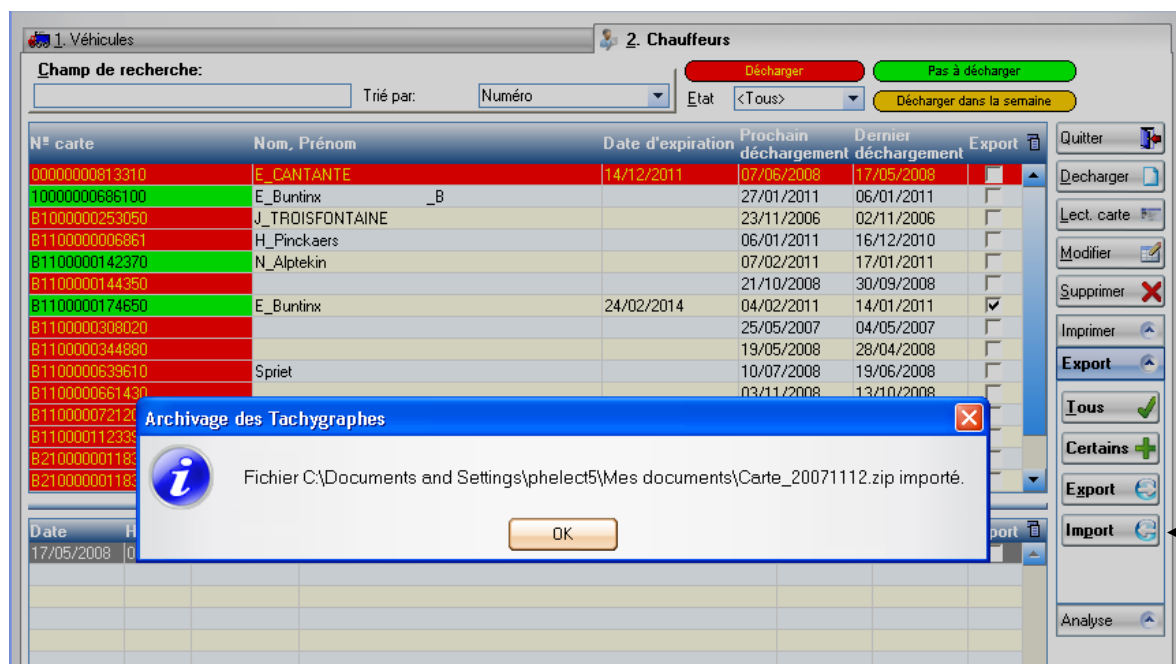 1. Véhicules
2. Chauffeurs
Champ de recherche:
Trié par: Numéro
Etat <Tous>
Décharger
Pas à décharger
Décharger dans la semaine
Nº carte Nom, Prénom Date d'expiration Prochain déchargement Dernier déchargement Export
00000000813310 E_CANTANTE 14/12/2011 07/06/2008 17/05/2008
10000000686100 E_Buntinx _B 27/01/2011 06/01/2011
B1000000253050 J_TROISFONTAINE 23/11/2006 02/11/2006
B1100000006861 H_Pinckaers 06/01/2011 16/12/2010
B1100000142370 N_Alptekin 07/02/2011 17/01/2011
B1100000144350 21/10/2008 30/09/2008
B1100000174650 E_Buntinx 24/02/2014 04/02/2011 14/01/2011
B1100000308020 25/05/2007 04/05/2007
B1100000344880 19/05/2008 28/04/2008
B1100000639610 Spriet 10/07/2008 19/06/2008
B1100000661430 03/11/2008 13/10/2008
Archivage des Tachygraphes
Fichier C:\Documents and Settings\phelect5\Mes documents\Carte_20071112.zip importé.
OK
Date
17/05/2008
Quitter
Decharger
Lect. carte
Modifier
Supprimer
Imprimer
Export
Tous
Certains
Export
Import
Analyse